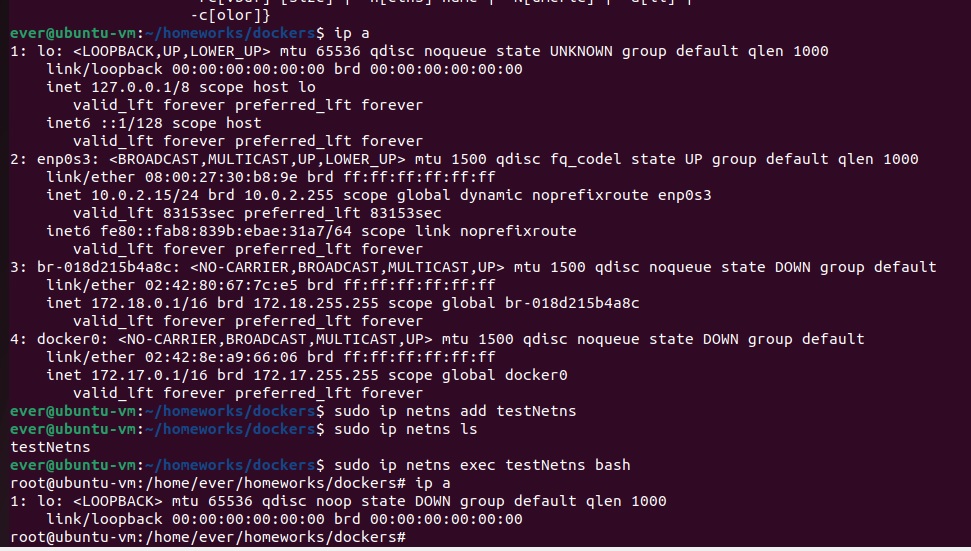 -c[olor]}
ever@ubuntu-vm:~/homeworks/dockers$ ip a
1: lo: <LOOPBACK,UP,LOWER_UP> mtu 65536 qdisc noqueue state UNKNOWN group default qlen 1000
    link/loopback 00:00:00:00:00:00 brd 00:00:00:00:00:00
    inet 127.0.0.1/8 scope host lo
       valid_lft forever preferred_lft forever
    inet6 ::1/128 scope host
       valid_lft forever preferred_lft forever
2: enp0s3: <BROADCAST,MULTICAST,UP,LOWER_UP> mtu 1500 qdisc fq_codel state UP group default qlen 1000
    link/ether 08:00:27:30:b8:9e brd ff:ff:ff:ff:ff:ff
    inet 10.0.2.15/24 brd 10.0.2.255 scope global dynamic noprefixroute enp0s3
       valid_lft 83153sec preferred_lft 83153sec
    inet6 fe80::fab8:839b:ebae:31a7/64 scope link noprefixroute
       valid_lft forever preferred_lft forever
3: br-018d215b4a8c: <NO-CARRIER,BROADCAST,MULTICAST,UP> mtu 1500 qdisc noqueue state DOWN group default
    link/ether 02:42:80:67:7c:e5 brd ff:ff:ff:ff:ff:ff
    inet 172.18.0.1/16 brd 172.18.255.255 scope global br-018d215b4a8c
       valid_lft forever preferred_lft forever
4: docker0: <NO-CARRIER,BROADCAST,MULTICAST,UP> mtu 1500 qdisc noqueue state DOWN group default
    link/ether 02:42:8e:a9:66:06 brd ff:ff:ff:ff:ff:ff
    inet 172.17.0.1/16 brd 172.17.255.255 scope global docker0
       valid_lft forever preferred_lft forever
ever@ubuntu-vm:~/homeworks/dockers$ sudo ip netns add testNetns
ever@ubuntu-vm:~/homeworks/dockers$ sudo ip netns ls
testNetns
ever@ubuntu-vm:~/homeworks/dockers$ sudo ip netns exec testNetns bash
root@ubuntu-vm:/home/ever/homeworks/dockers# ip a
1: lo: <LOOPBACK> mtu 65536 qdisc noop state DOWN group default qlen 1000
    link/loopback 00:00:00:00:00:00 brd 00:00:00:00:00:00
root@ubuntu-vm:/home/ever/homeworks/dockers#